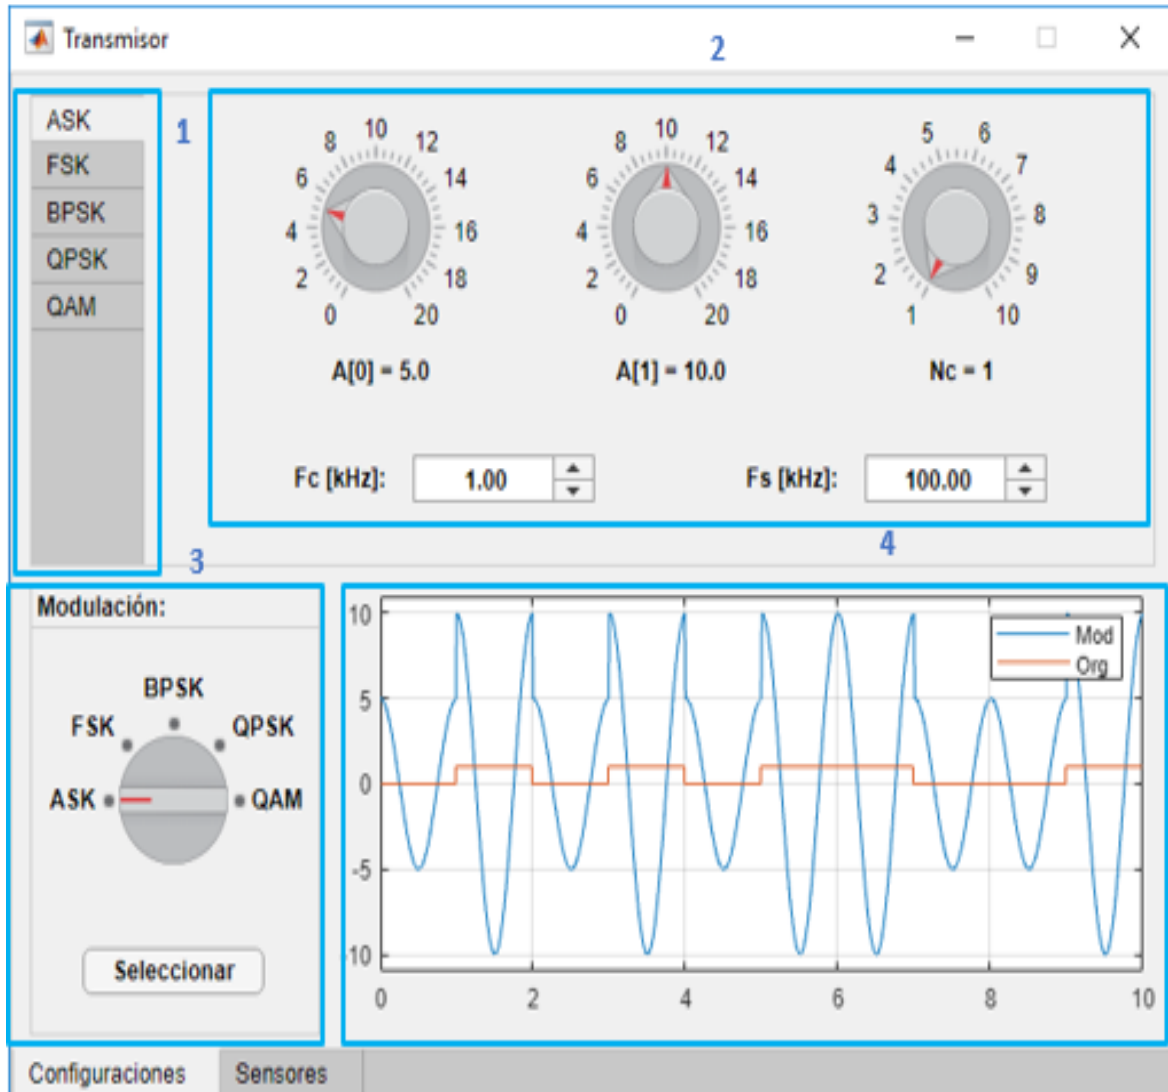 Transmisor
2
ASK
FSK
BPSK
QPSK
QAM
1
0 2 4 6 8 10 12 14 16 18 20
A[0] = 5.0
0 2 4 6 8 10 12 14 16 18 20
A[1] = 10.0
1 2 3 4 5 6 7 8 9 10
Nc = 1
Fc [kHz]: 1.00
Fs [kHz]: 100.00
3
4
Modulación:
BPSK
FSK QPSK
ASK QAM
Seleccionar
10
5
0
-5
-10
0 2 4 6 8 10
Mod
Org
Configuraciones Sensores